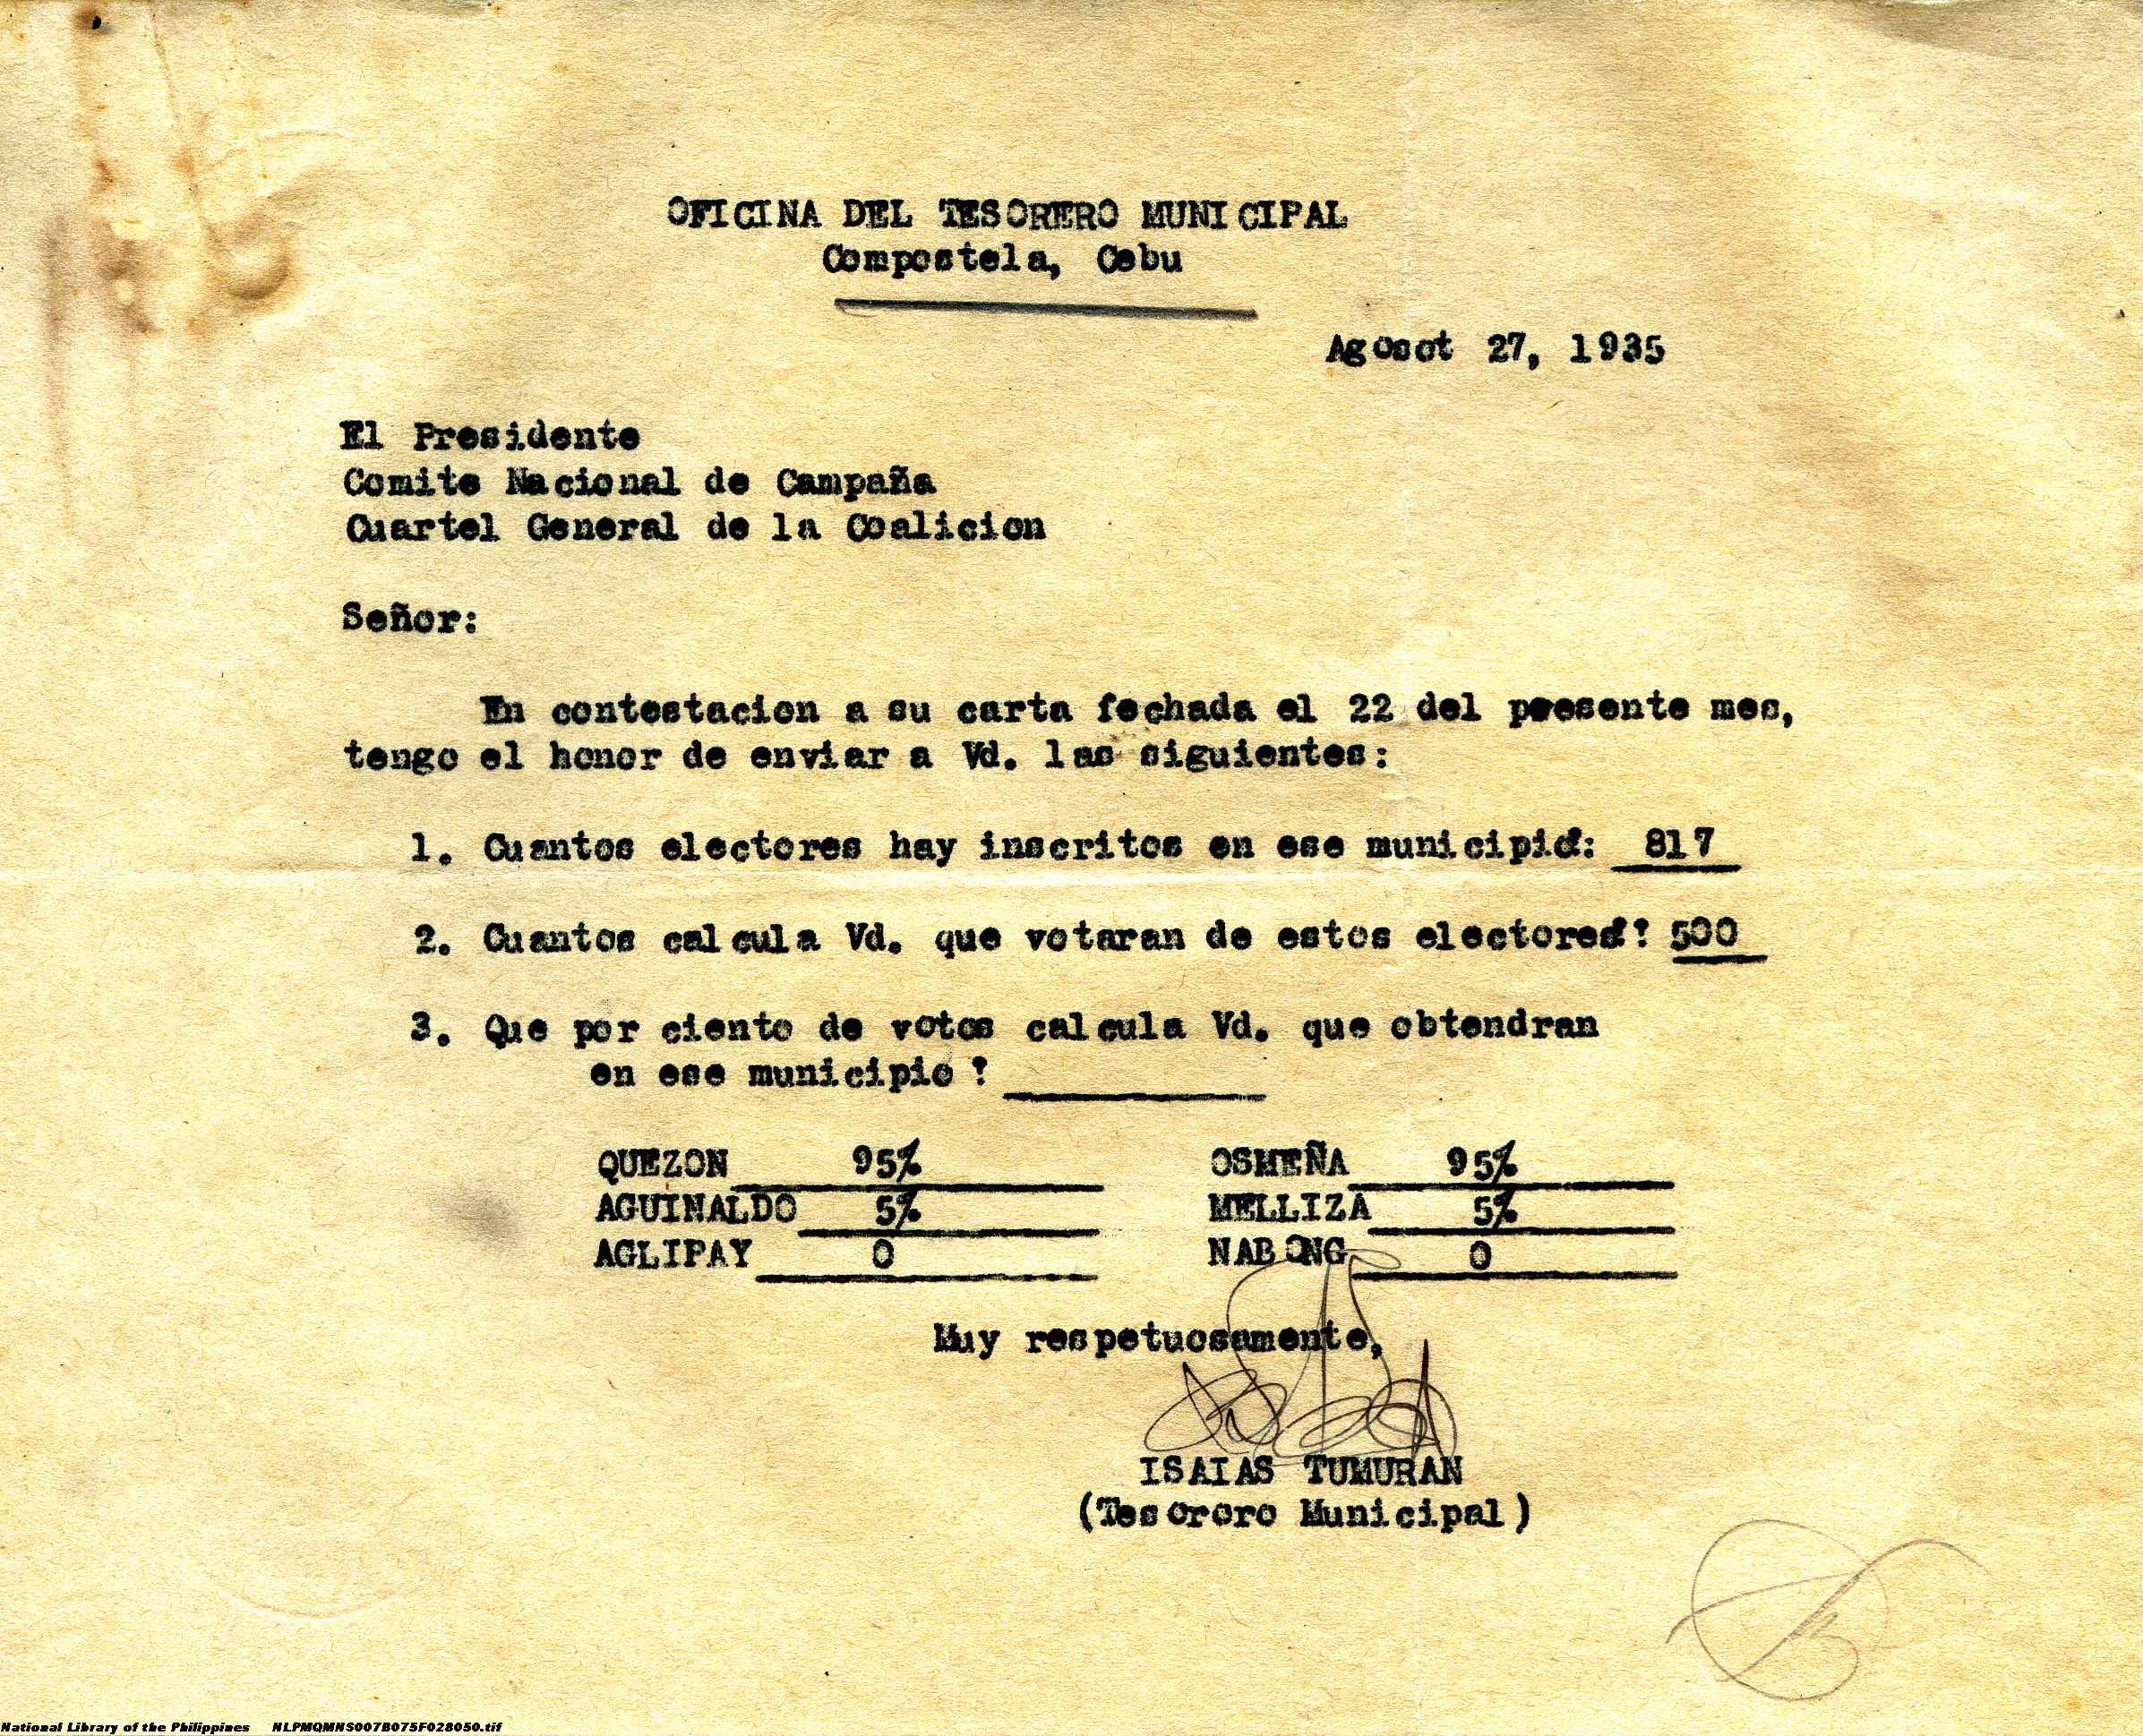 OFICINA DEL TESORERO MUNICIPAL
Compostela, Cebu
Agosot 27, 1935
El Presidente
Comite Nacional de Campaña
Cuartel General de la Coalicion
Señor:
En contestacion a su carta fechada el 22 del presente mes,
tengo el honor de enviar a Vd. las siguientes:
1. Cuantos electores hay inscritos en ese municipio?: 817
2. Cuantos calcula Vd. que votaran de estos electores?: 500
3. Que por ciento de votos calcula Vd. que obtendran
en ese municipio?
QUEZON 95% OSMEÑA 95%
AGUINALDO 5% MELLIZA 5%
AGLIPAY 0 NABONG 0
Muy respetuosamente,
ISAIAS TUMURAN
(Tesororo Municipal)
National Library of the Philippines NLPMQMNS007B075F028050.tif